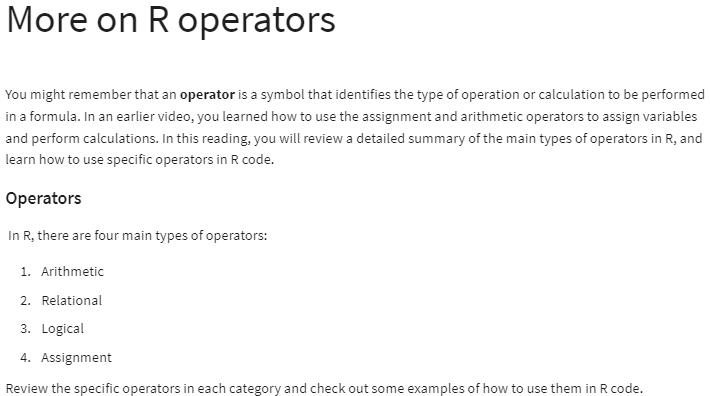 More on R operators
You might remember that an operator is a symbol that identifies the type of operation or calculation to be performed
in a formula. In an earlier video, you learned how to use the assignment and arithmetic operators to assign variables
and perform calculations. In this reading, you will review a detailed summary of the main types of operators in R, and
learn how to use specific operators in R code.
Operators
In R, there are four main types of operators:
1. Arithmetic
2. Relational
3. Logical
4. Assignment
Review the specific operators in each category and check out some examples of how to use them in R code.